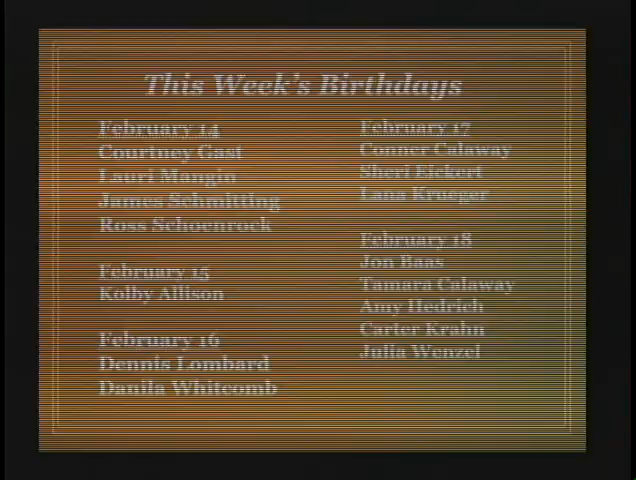 This Week's Birthdays
February 14
Courtney Gast
Lauri Mangin
James Schmitting
Ross Schoenrock
February 15
Kolby Allison
February 16
Dennis Lombard
Danila Whitcomb
February 17
Conner Calaway
Sheri Eickert
Lana Krueger
February 18
Jon Baas
Tamara Calaway
Amy Hedrich
Carter Krahn
Julia Wenzel